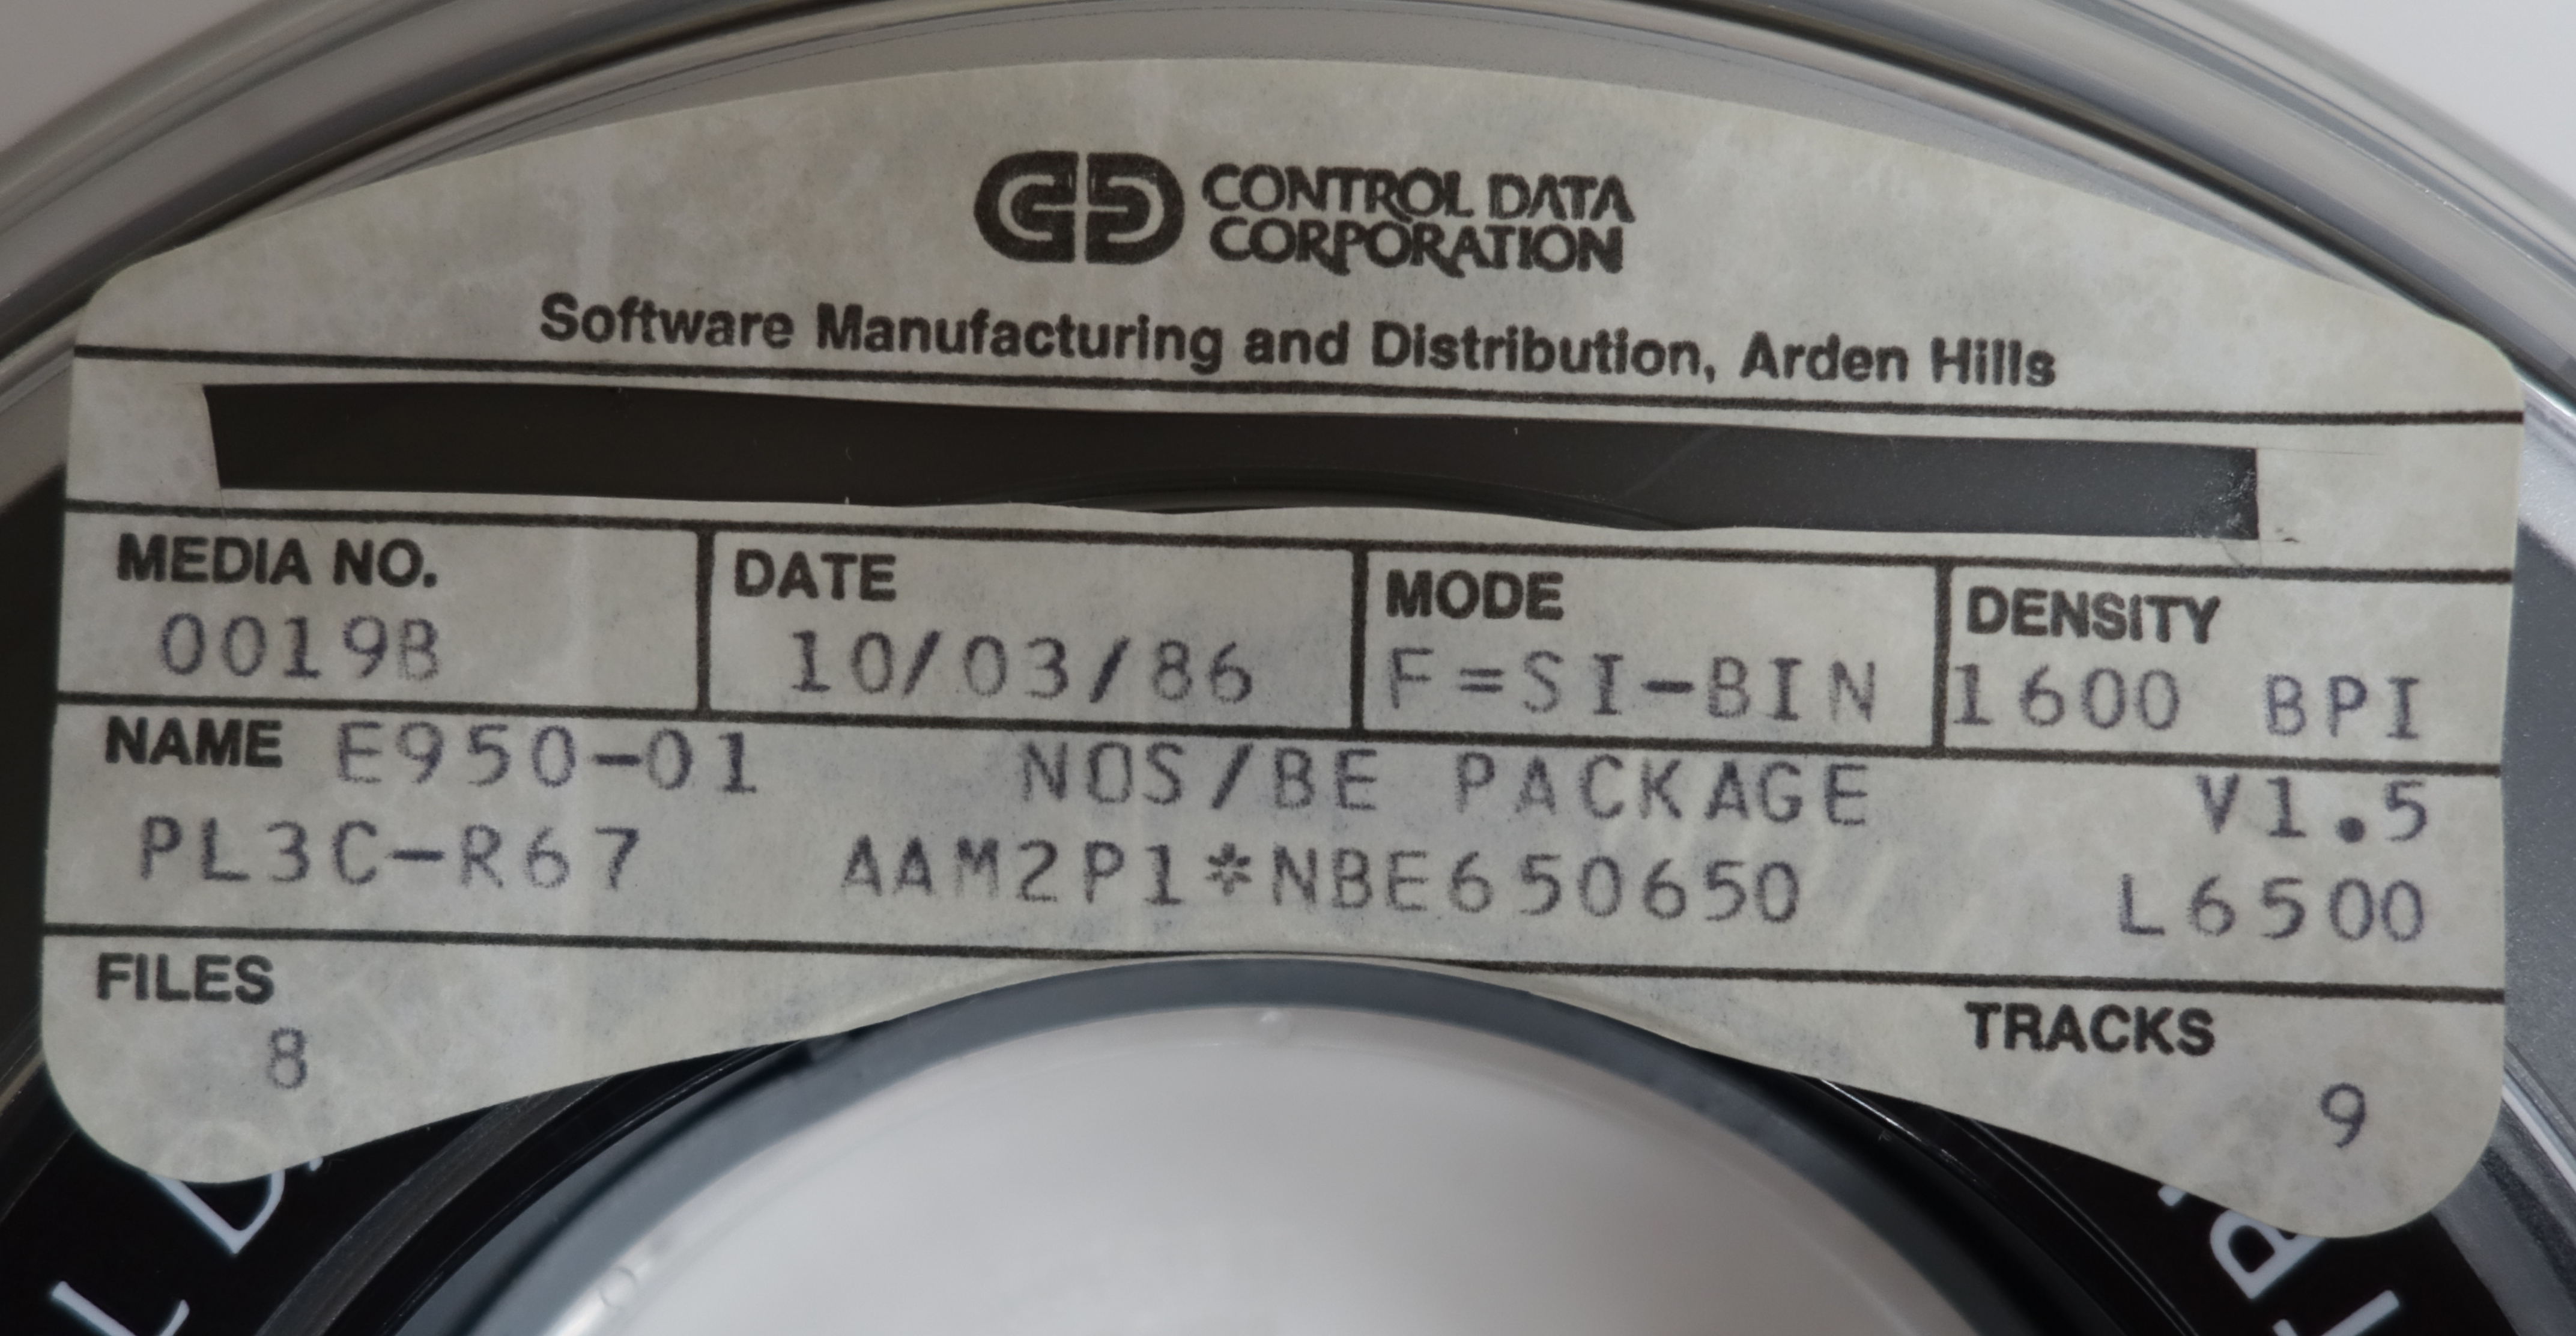 CONTROL DATA
CORPORATION
Software Manufacturing and Distribution, Arden Hills
MEDIA NO. DATE MODE DENSITY
0019B 10/03/86 F=SI-BIN 1600 BPI
NAME E950-01 NOS/BE PACKAGE V1.5
PL3C-R67 AAM2P1*NBE650650 L6500
FILES TRACKS
8 9